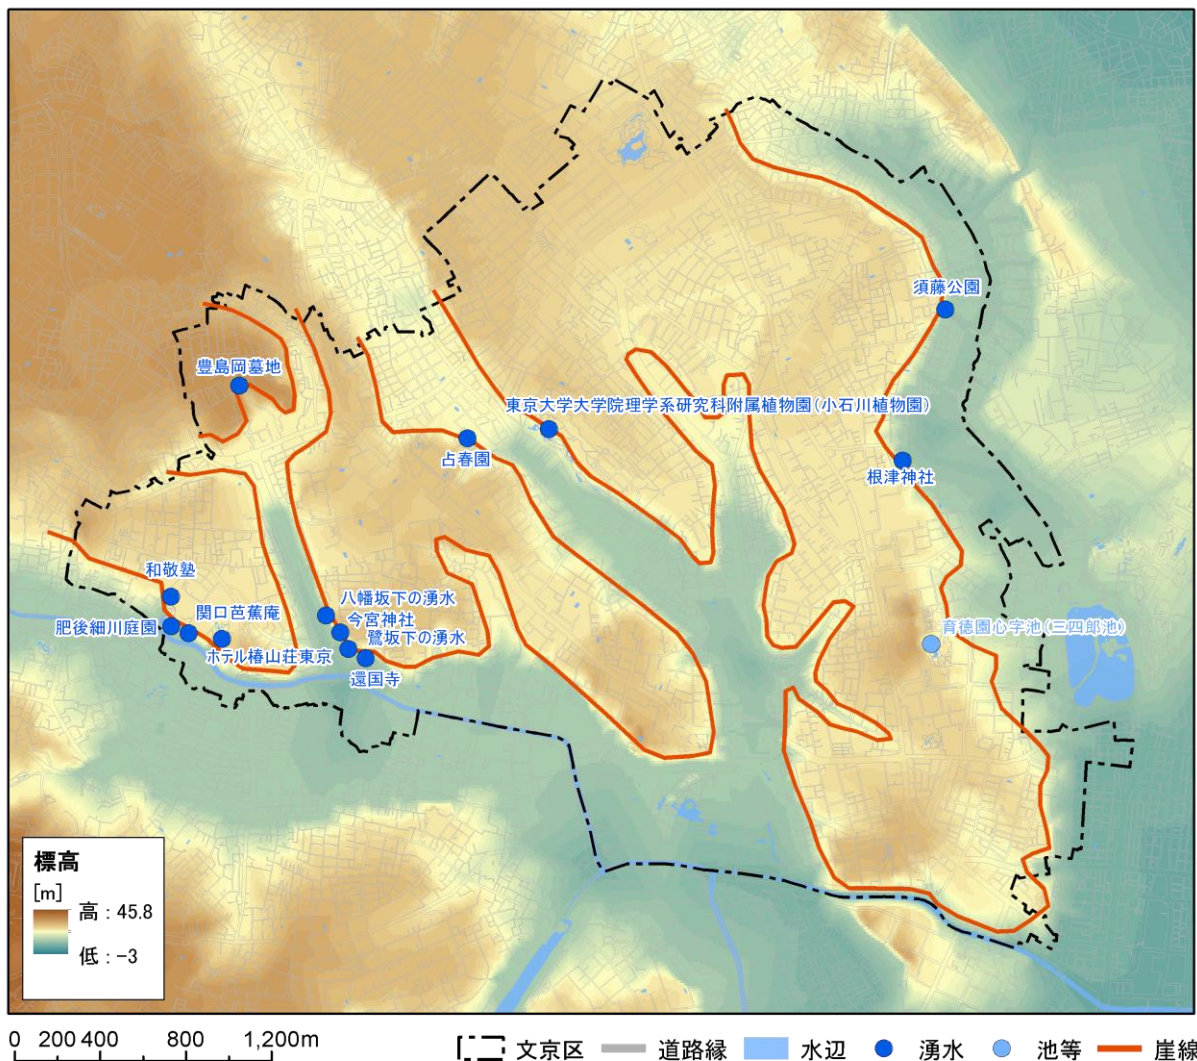 須藤公園
豊島岡墓地
東京大学大学院理学系研究科附属植物園(小石川植物園)
占春園
根津神社
和敬塾
八幡坂下の湧水
関口芭蕉庵
今宮神社
肥後細川庭園
鷺坂下の湧水
育徳園心字池(三四郎池)
ホテル椿山荘東京
還国寺
標高
[m]
高 : 45.8
低 : -3
0 200 400 800 1,200m
文京区 道路縁 水辺 湧水 池等 崖線